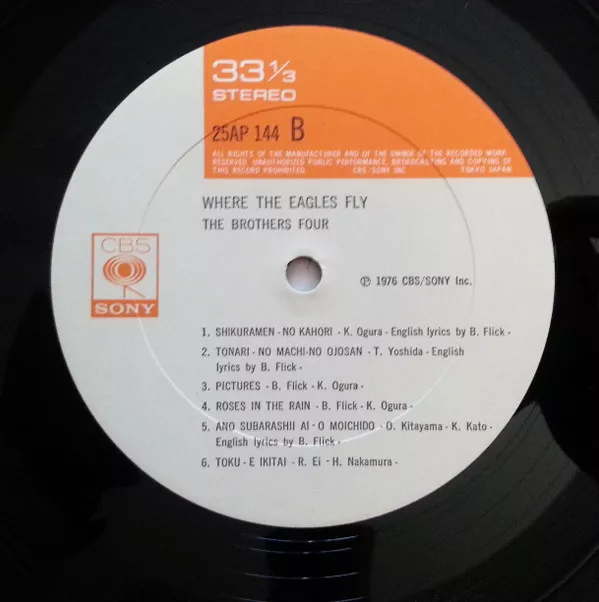 33 1/3
STEREO
25AP 144 B
ALL RIGHTS OF THE MANUFACTURER AND OF THE OWNER OF THE RECORDED WORK
RESERVED. UNAUTHORIZED PUBLIC PERFORMANCE, BROADCASTING AND COPYING OF
THIS RECORD PROHIBITED. CBS/SONY INC. TOKYO JAPAN
WHERE THE EAGLES FLY
THE BROTHERS FOUR
CBS
SONY
℗ 1976 CBS/SONY Inc.
1. SHIKURAMEN-NO KAHORI - K. Ogura - English lyrics by B. Flick -
2. TONARI-NO MACHI-NO OJOSAN - T. Yoshida - English
lyrics by B. Flick -
3. PICTURES - B. Flick - K. Ogura -
4. ROSES IN THE RAIN - B. Flick - K. Ogura -
5. ANO SUBARASHII AI-O MOICHIDO - O. Kitayama - K. Kato -
English lyrics by B. Flick -
6. TOKU-E IKITAI - R. Ei - H. Nakamura -